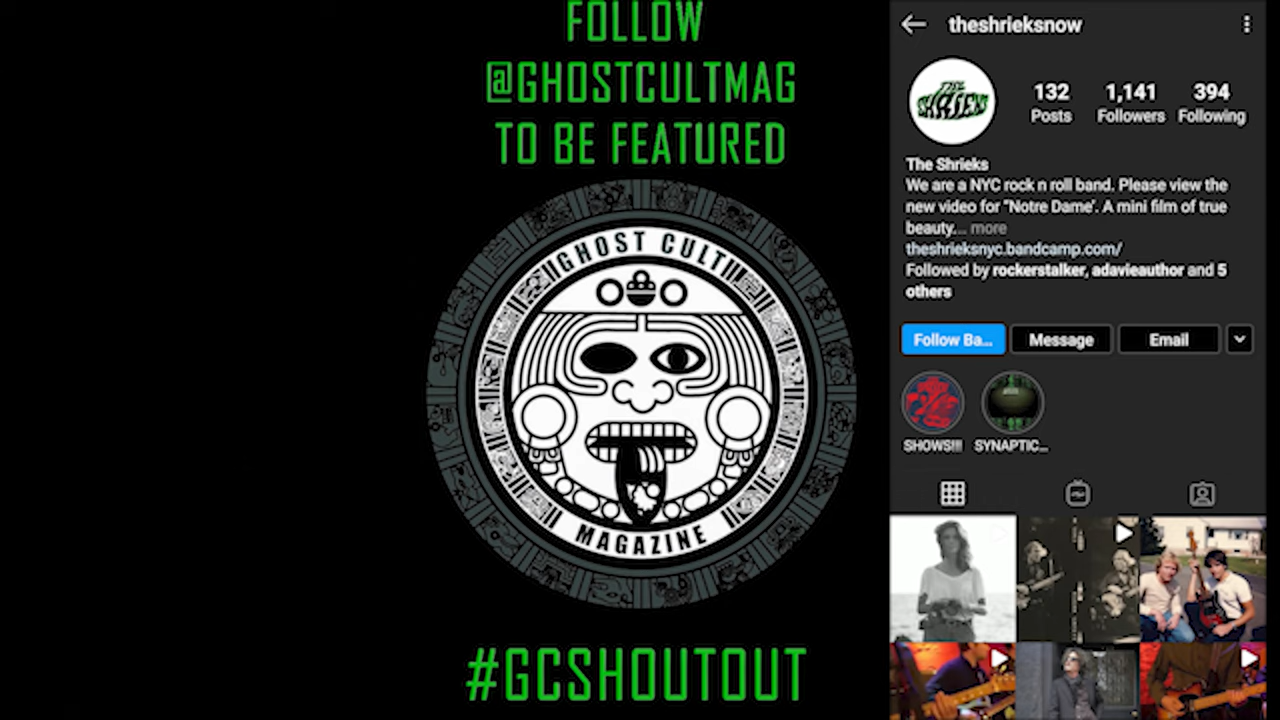 FOLLOW
@GHOSTCULTMAG
TO BE FEATURED
GHOST CULT
MAGAZINE
#GCSHOUTOUT
theshrieksnow
THE SHRIEKS
132 1,141 394
Posts Followers Following
The Shrieks
We are a NYC rock n roll band. Please view the
new video for "Notre Dame'. A mini film of true
beauty... more
theshrieksnyc.bandcamp.com/
Followed by rockerstalker, adavieauthor and 5
others
Follow Ba... Message Email
SHOWS!!! SYNAPTIC...